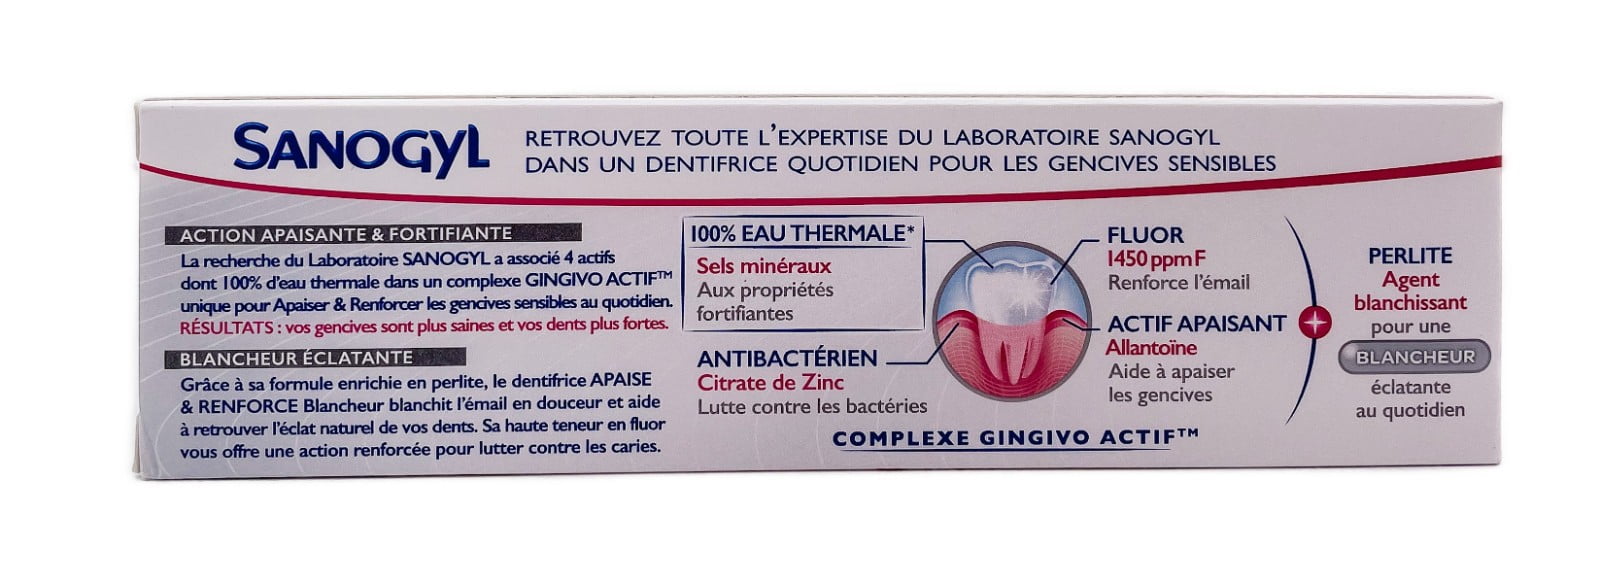 SANOGYL
RETROUVEZ TOUTE L'EXPERTISE DU LABORATOIRE SANOGYL
DANS UN DENTIFRICE QUOTIDIEN POUR LES GENCIVES SENSIBLES
ACTION APAISANTE & FORTIFIANTE
La recherche du Laboratoire SANOGYL a associé 4 actifs
dont 100% d'eau thermale dans un complexe GINGIVO ACTIF™
unique pour Apaiser & Renforcer les gencives sensibles au quotidien.
RÉSULTATS : vos gencives sont plus saines et vos dents plus fortes.
BLANCHEUR ÉCLATANTE
Grâce à sa formule enrichie en perlite, le dentifrice APAISE
& RENFORCE Blancheur blanchit l'émail en douceur et aide
à retrouver l'éclat naturel de vos dents. Sa haute teneur en fluor
vous offre une action renforcée pour lutter contre les caries.
100% EAU THERMALE*
Sels minéraux
Aux propriétés
fortifiantes
ANTIBACTÉRIEN
Citrate de Zinc
Lutte contre les bactéries
FLUOR
1450 ppm F
Renforce l'émail
ACTIF APAISANT
Allantoïne
Aide à apaiser
les gencives
COMPLEXE GINGIVO ACTIF™
+
PERLITE
Agent
blanchissant
pour une
BLANCHEUR
éclatante
au quotidien